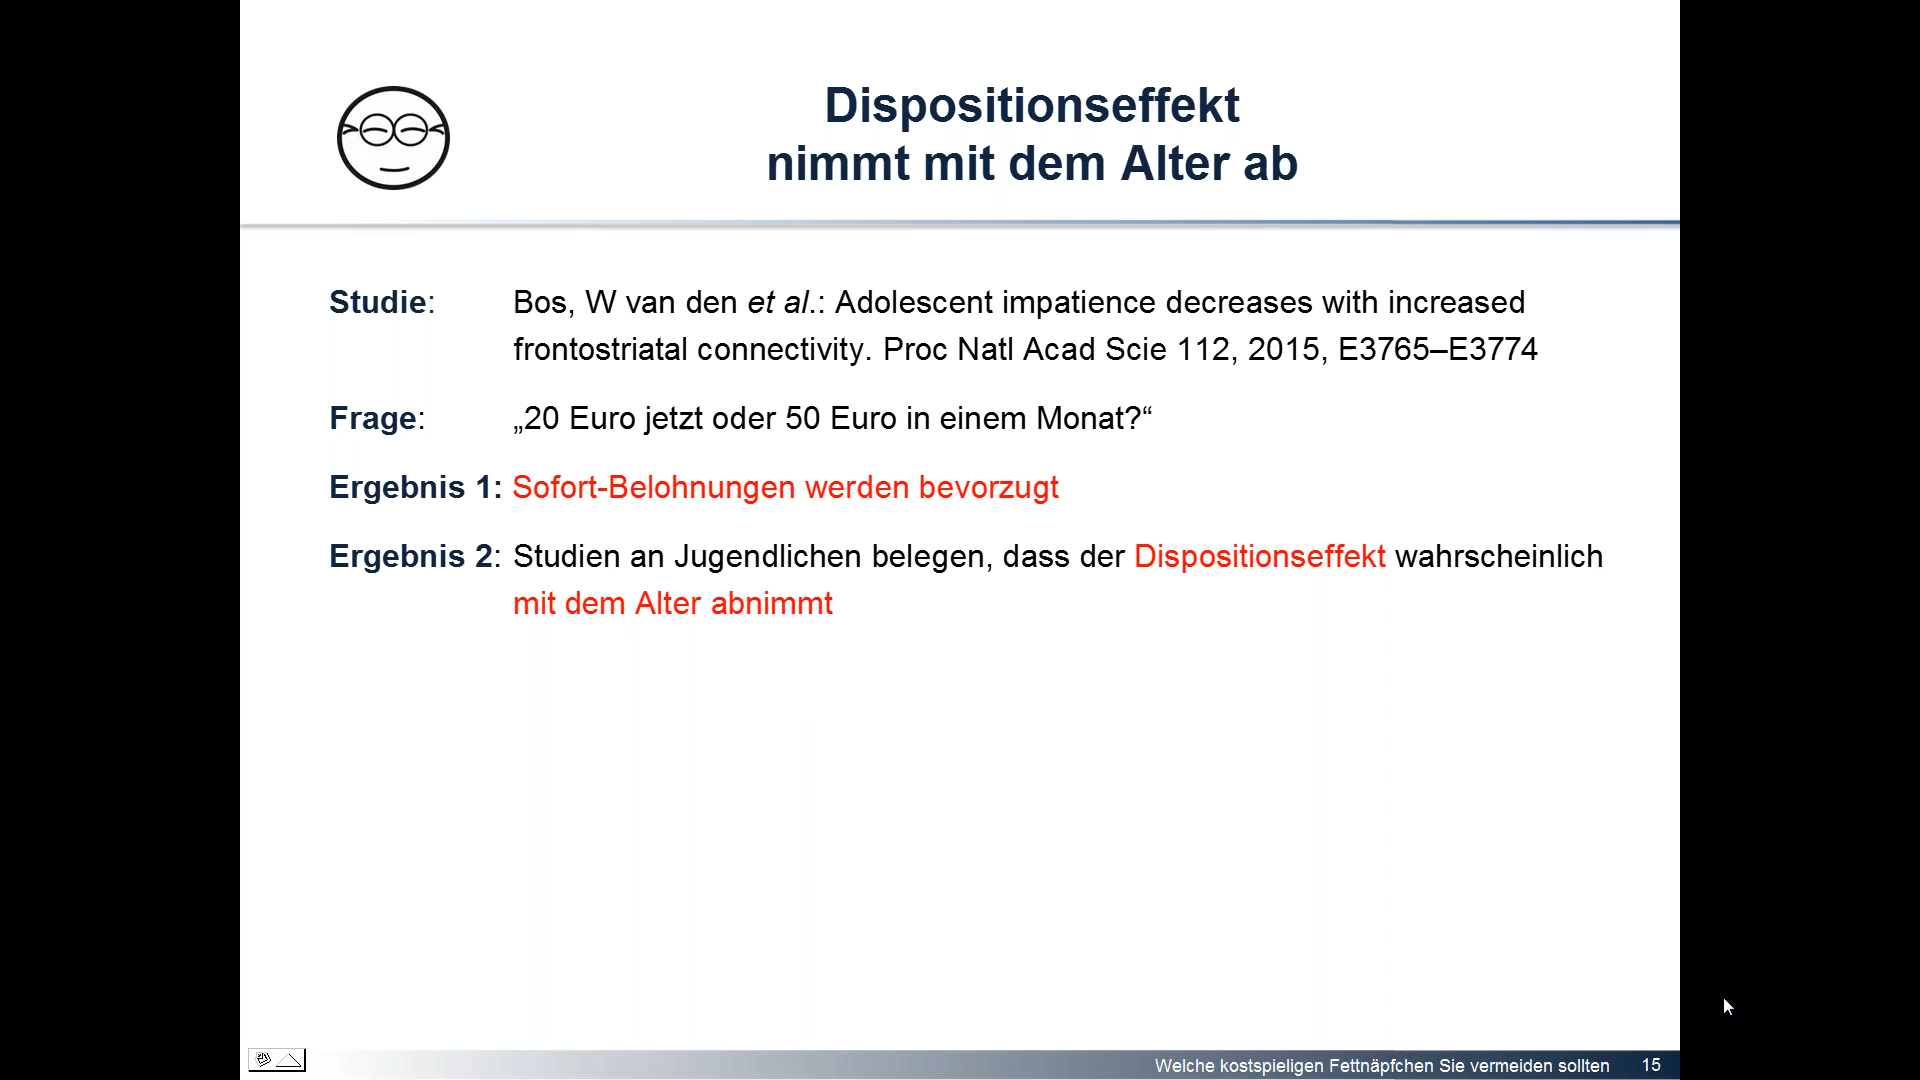 Dispositionseffekt
nimmt mit dem Alter ab
Studie: Bos, W van den et al.: Adolescent impatience decreases with increased
frontostriatal connectivity. Proc Natl Acad Scie 112, 2015, E3765–E3774
Frage: „20 Euro jetzt oder 50 Euro in einem Monat?“
Ergebnis 1: Sofort-Belohnungen werden bevorzugt
Ergebnis 2: Studien an Jugendlichen belegen, dass der Dispositionseffekt wahrscheinlich
mit dem Alter abnimmt
Welche kostspieligen Fettnäpfchen Sie vermeiden sollten 15